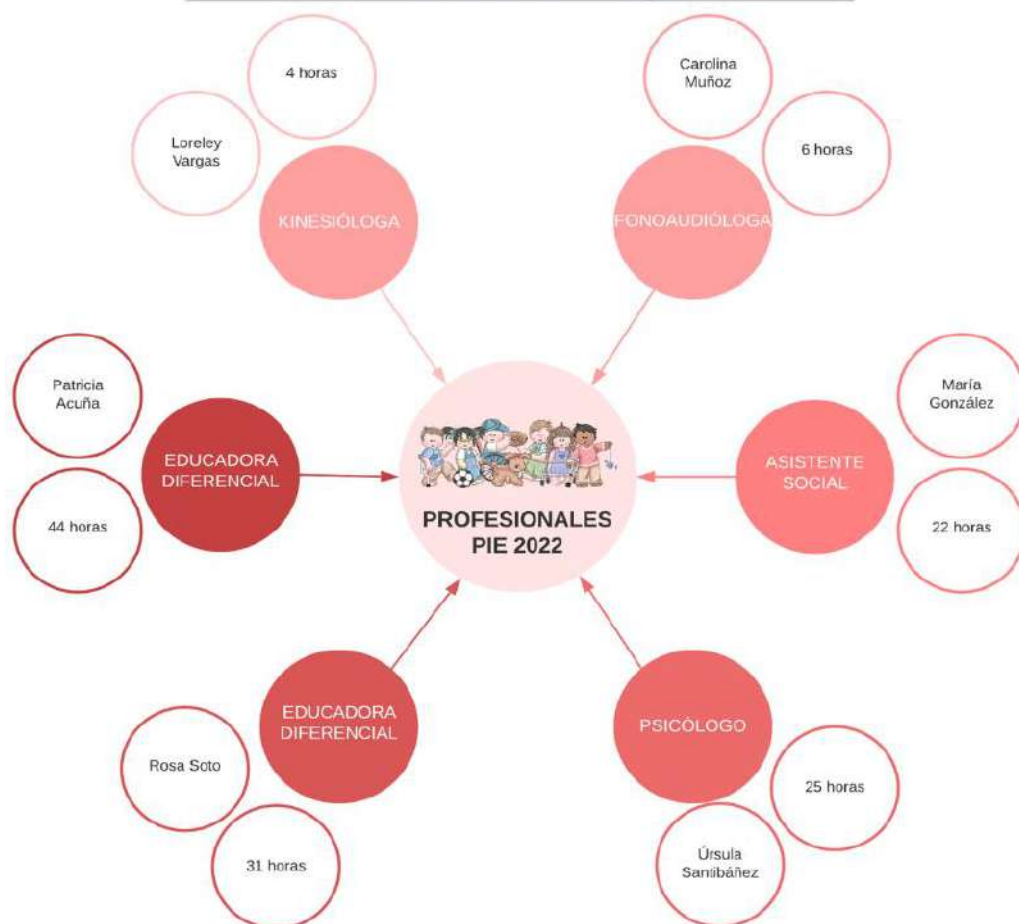 4 horas
Loreley
Vargas
KINESIÓLOGA
Carolina
Muñoz
6 horas
FONOAUDIÓLOGA
Patricia
Acuña
EDUCADORA
DIFERENCIAL
44 horas
PROFESIONALES
PIE 2022
María
González
ASISTENTE
SOCIAL
22 horas
EDUCADORA
DIFERENCIAL
Rosa Soto
31 horas
PSICÓLOGO
25 horas
Úrsula
Santibáñez